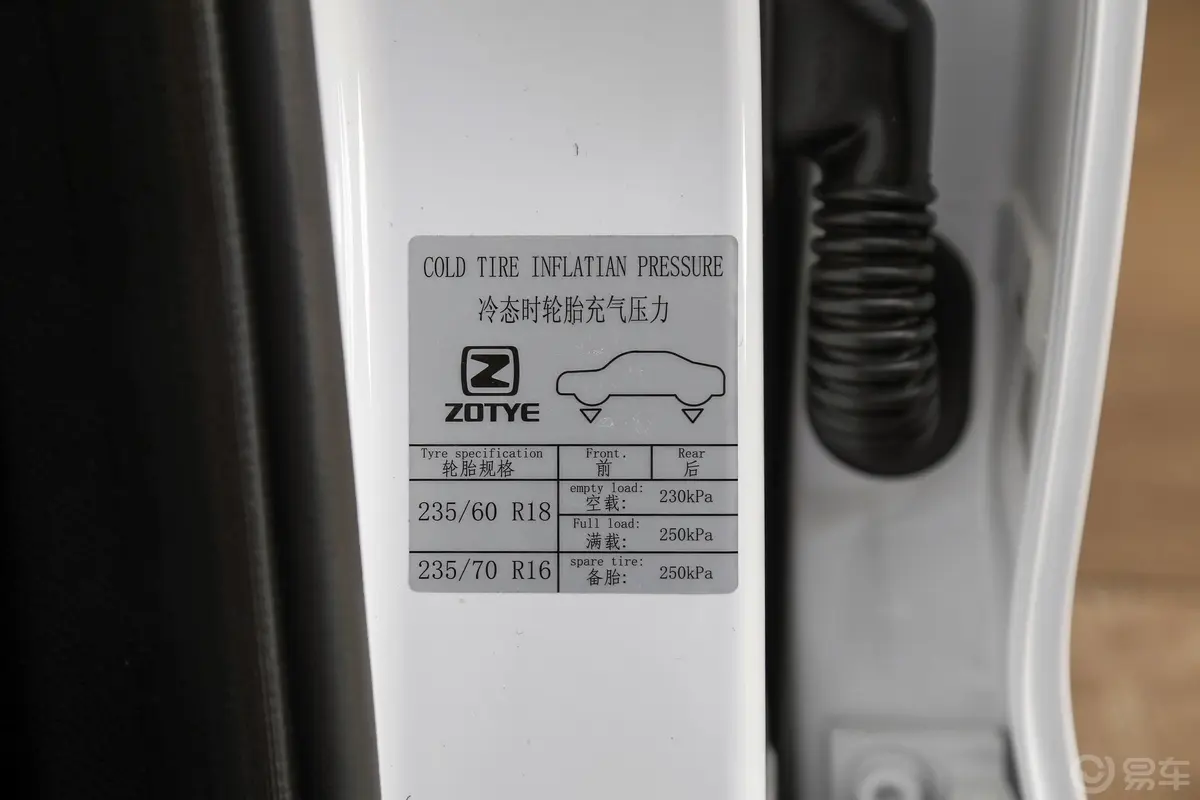 COLD TIRE INFLATIAN PRESSURE
冷态时轮胎充气压力
Z
ZOTYE
Tyre specification
轮胎规格
Front.
前
Rear
后
235/60 R18
empty load:
空载:
230kPa
Full load:
满载:
250kPa
235/70 R16
spare tire:
备胎:
250kPa
易车